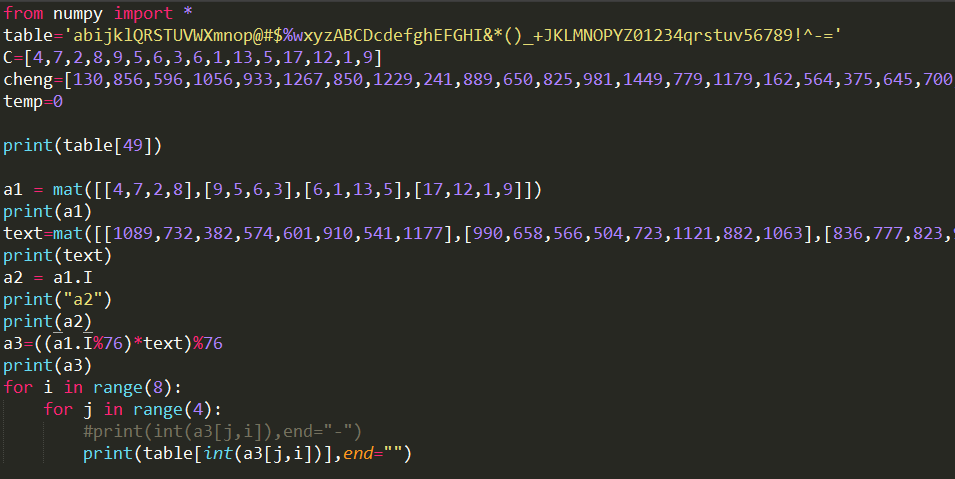 from numpy import *
table='abijklQRSTUVWXmnop@#$%wxyzABCDcdefghEFGHI&*()_+JKLMNOPYZ01234qrstuv56789!^-='
C=[4,7,2,8,9,5,6,3,6,1,13,5,17,12,1,9]
cheng=[130,856,596,1056,933,1267,850,1229,241,889,650,825,981,1449,779,1179,162,564,375,645,700
temp=0
print(table[49])
a1 = mat([[4,7,2,8],[9,5,6,3],[6,1,13,5],[17,12,1,9]])
print(a1)
text=mat([[1089,732,382,574,601,910,541,1177],[990,658,566,504,723,1121,882,1063],[836,777,823,
print(text)
a2 = a1.I
print("a2")
print(a2)
a3=((a1.I%76)*text)%76
print(a3)
for i in range(8):
    for j in range(4):
        #print(int(a3[j,i]),end="-")
        print(table[int(a3[j,i])],end="")